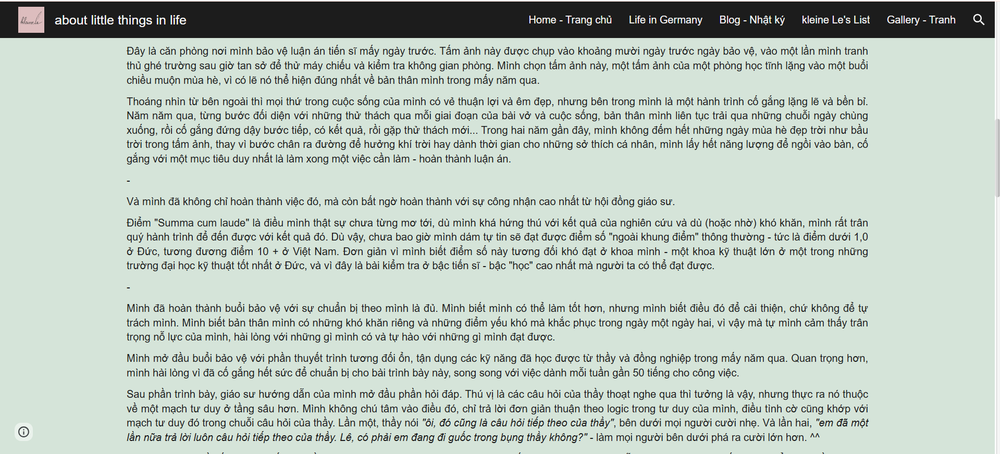 kleine le
about little things in life
Home - Trang chủ
Life in Germany
Blog - Nhật ký
kleine Le's List
Gallery - Tranh
Đây là căn phòng nơi mình bảo vệ luận án tiến sĩ mấy ngày trước. Tấm ảnh này được chụp vào khoảng mười ngày trước ngày bảo vệ, vào một lần mình tranh
thủ ghé trường sau giờ tan sở để thử máy chiếu và kiểm tra không gian phòng. Mình chọn tấm ảnh này, một tấm ảnh của một phòng học tĩnh lặng vào một buổi
chiều muộn mùa hè, vì có lẽ nó thể hiện đúng nhất về bản thân mình trong mấy năm qua.
Thoáng nhìn từ bên ngoài thì mọi thứ trong cuộc sống của mình có vẻ thuận lợi và êm đẹp, nhưng bên trong mình là một hành trình cố gắng lặng lẽ và bền bỉ.
Năm năm qua, từng bước đối diện với những thử thách qua mỗi giai đoạn của bài vở và cuộc sống, bản thân mình liên tục trải qua những chuỗi ngày chùng
xuống, rồi cố gắng đứng dậy bước tiếp, có kết quả, rồi gặp thử thách mới... Trong hai năm gần đây, mình không đếm hết những ngày mùa hè đẹp trời như bầu
trời trong tấm ảnh, thay vì bước chân ra đường để hưởng khí trời hay dành thời gian cho những sở thích cá nhân, mình lấy hết năng lượng để ngồi vào bàn, cố
gắng với một mục tiêu duy nhất là làm xong một việc cần làm - hoàn thành luận án.
-
Và mình đã không chỉ hoàn thành việc đó, mà còn bất ngờ hoàn thành với sự công nhận cao nhất từ hội đồng giáo sư.
Điểm "Summa cum laude" là điều mình thật sự chưa từng mơ tới, dù mình khá hứng thú với kết quả của nghiên cứu và dù (hoặc nhờ) khó khăn, mình rất trân
quý hành trình để đến được với kết quả đó. Dù vậy, chưa bao giờ mình dám tự tin sẽ đạt được điểm số "ngoài khung điểm" thông thường - tức là điểm dưới 1,0
ở Đức, tương đương điểm 10 + ở Việt Nam. Đơn giản vì mình biết điểm số này tương đối khó đạt ở khoa mình - một khoa kỹ thuật lớn ở một trong những
trường đại học kỹ thuật tốt nhất ở Đức, và vì đây là bài kiểm tra ở bậc tiến sĩ - bậc "học" cao nhất mà người ta có thể đạt được.
-
Mình đã hoàn thành buổi bảo vệ với sự chuẩn bị theo mình là đủ. Mình biết mình có thể làm tốt hơn, nhưng mình biết điều đó để cải thiện, chứ không để tự
trách mình. Mình biết bản thân mình có những khó khăn riêng và những điểm yếu khó mà khắc phục trong ngày một ngày hai, vì vậy mà tự mình cảm thấy trân
trọng nỗ lực của mình, hài lòng với những gì mình có và tự hào với những gì mình đạt được.
Mình mở đầu buổi bảo vệ với phần thuyết trình tương đối ổn, tận dụng các kỹ năng đã học được từ thầy và đồng nghiệp trong mấy năm qua. Quan trọng hơn,
mình hài lòng vì đã cố gắng hết sức để chuẩn bị cho bài trình bày này, song song với việc dành mỗi tuần gần 50 tiếng cho công việc.
Sau phần trình bày, giáo sư hướng dẫn của mình mở đầu phần hỏi đáp. Thú vị là các câu hỏi của thầy thoạt nghe qua thì tưởng là vậy, nhưng thực ra nó thuộc
về một mạch tư duy ở tầng sâu hơn. Mình không chú tâm vào điều đó, chỉ trả lời đơn giản thuận theo logic trong tư duy của mình, điều tình cờ cũng khớp với
mạch tư duy đó trong chuỗi câu hỏi của thầy. Lần một, thầy nói "ôi, đó cũng là câu hỏi tiếp theo của thầy", bên dưới mọi người cười nhẹ. Và lần hai, "em đã một
lần nữa trả lời luôn câu hỏi tiếp theo của thầy. Lê, có phải em đang đi guốc trong bụng thầy không?" - làm mọi người bên dưới phá ra cười lớn hơn. ^^